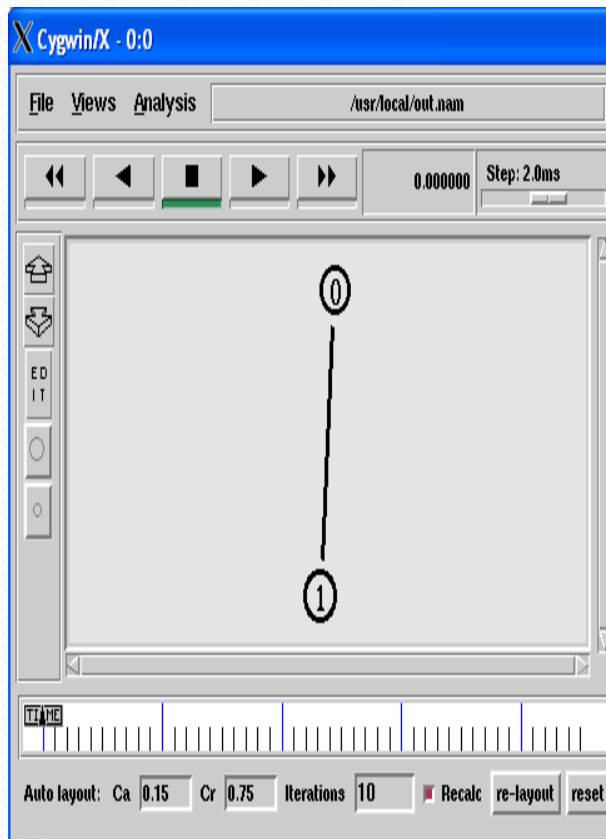 Cygwin/X - 0:0
File Views Analysis /usr/local/out.nam
0.000000 Step: 2.0ms
0
ED
IT
1
TIME
Auto layout: Ca 0.15 Cr 0.75 Iterations 10 Recalc re-layout reset